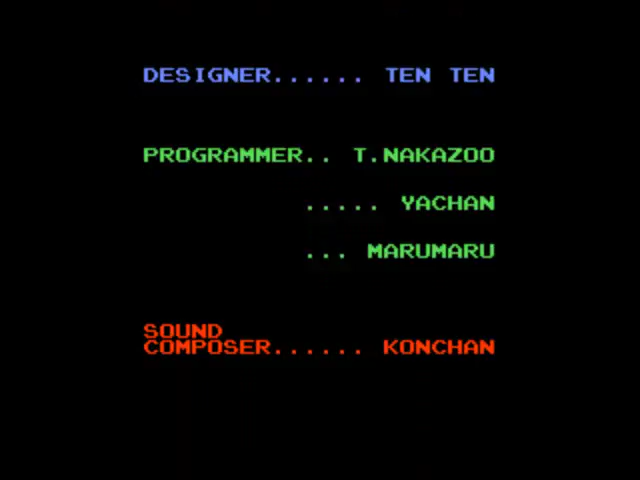 DESIGNER...... TEN TEN
PROGRAMMER.. T.NAKAZOO
..... YACHAN
... MARUMARU
SOUND
COMPOSER...... KONCHAN